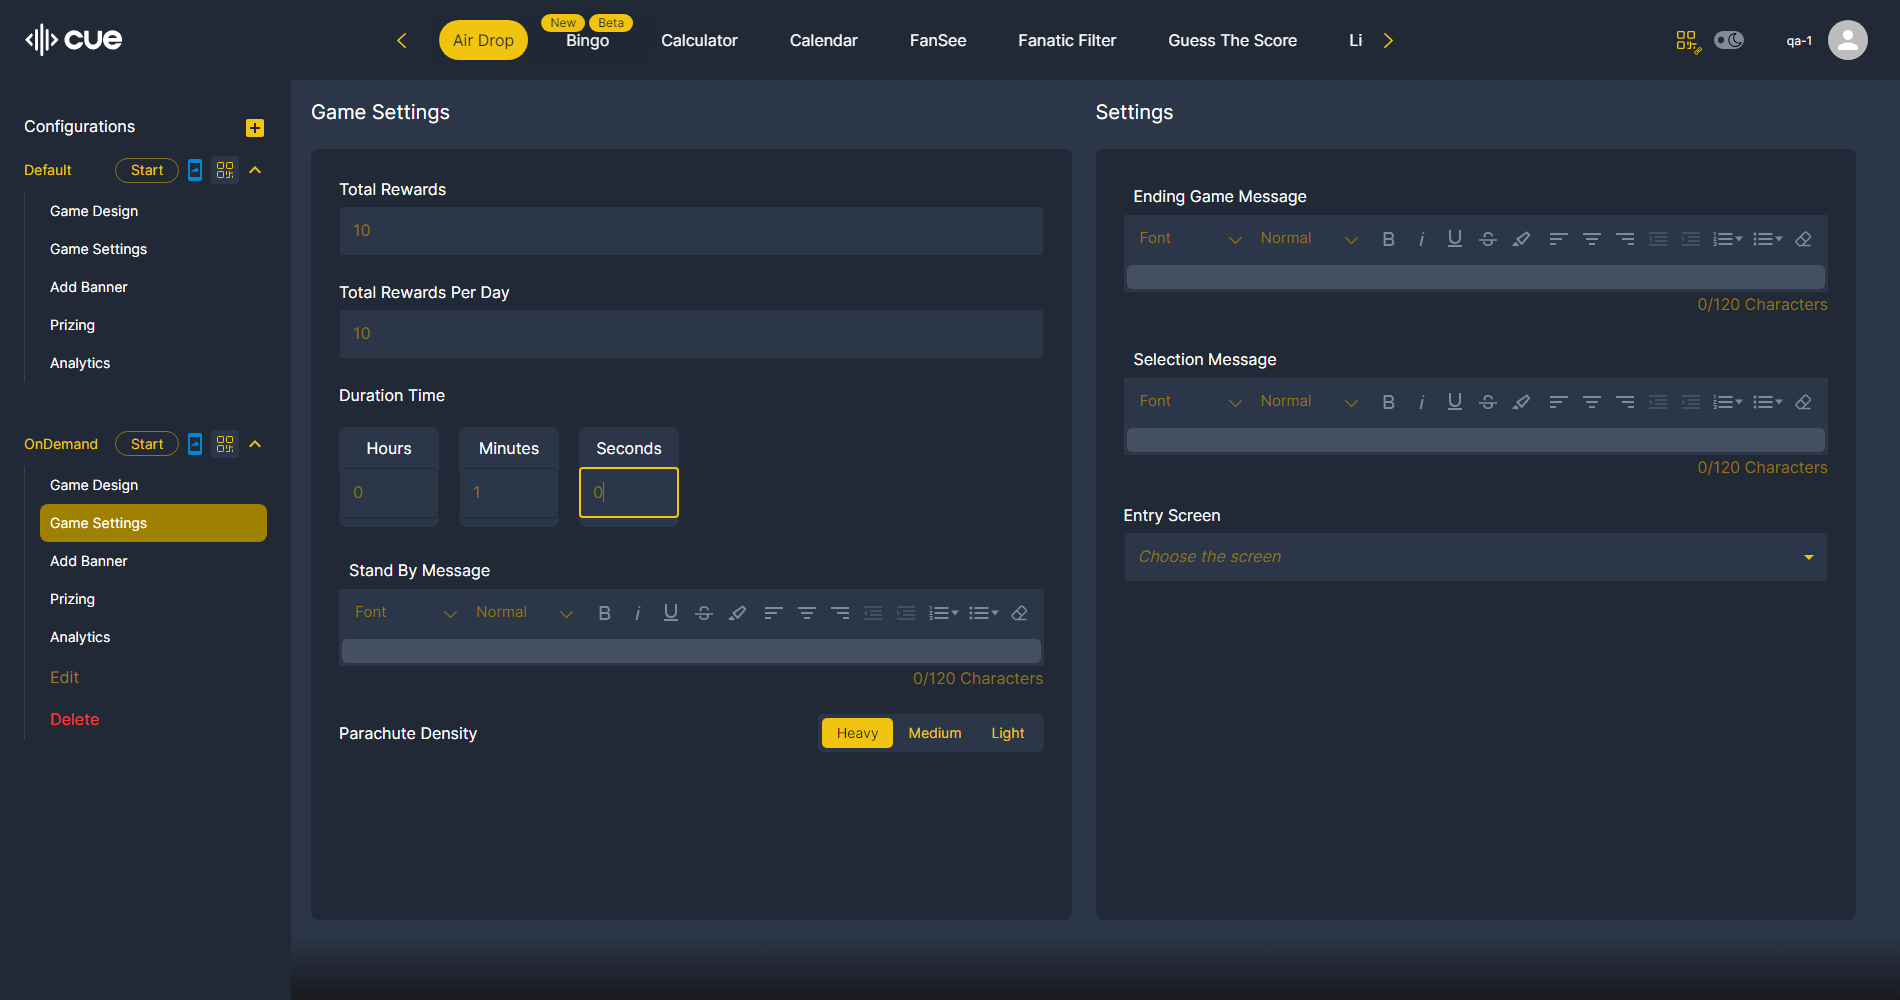 cue
Air Drop
New
Beta
Bingo
Calculator
Calendar
FanSee
Fanatic Filter
Guess The Score
Li
qa-1
Configurations
Default
Start
Game Design
Game Settings
Add Banner
Prizing
Analytics
OnDemand
Start
Game Design
Game Settings
Add Banner
Prizing
Analytics
Edit
Delete
Game Settings
Total Rewards
10
Total Rewards Per Day
10
Duration Time
Hours
Minutes
Seconds
0
1
0
Stand By Message
Font
Normal
B
i
U
S
0/120 Characters
Parachute Density
Heavy
Medium
Light
Settings
Ending Game Message
Font
Normal
B
i
U
S
0/120 Characters
Selection Message
Font
Normal
B
i
U
S
0/120 Characters
Entry Screen
Choose the screen